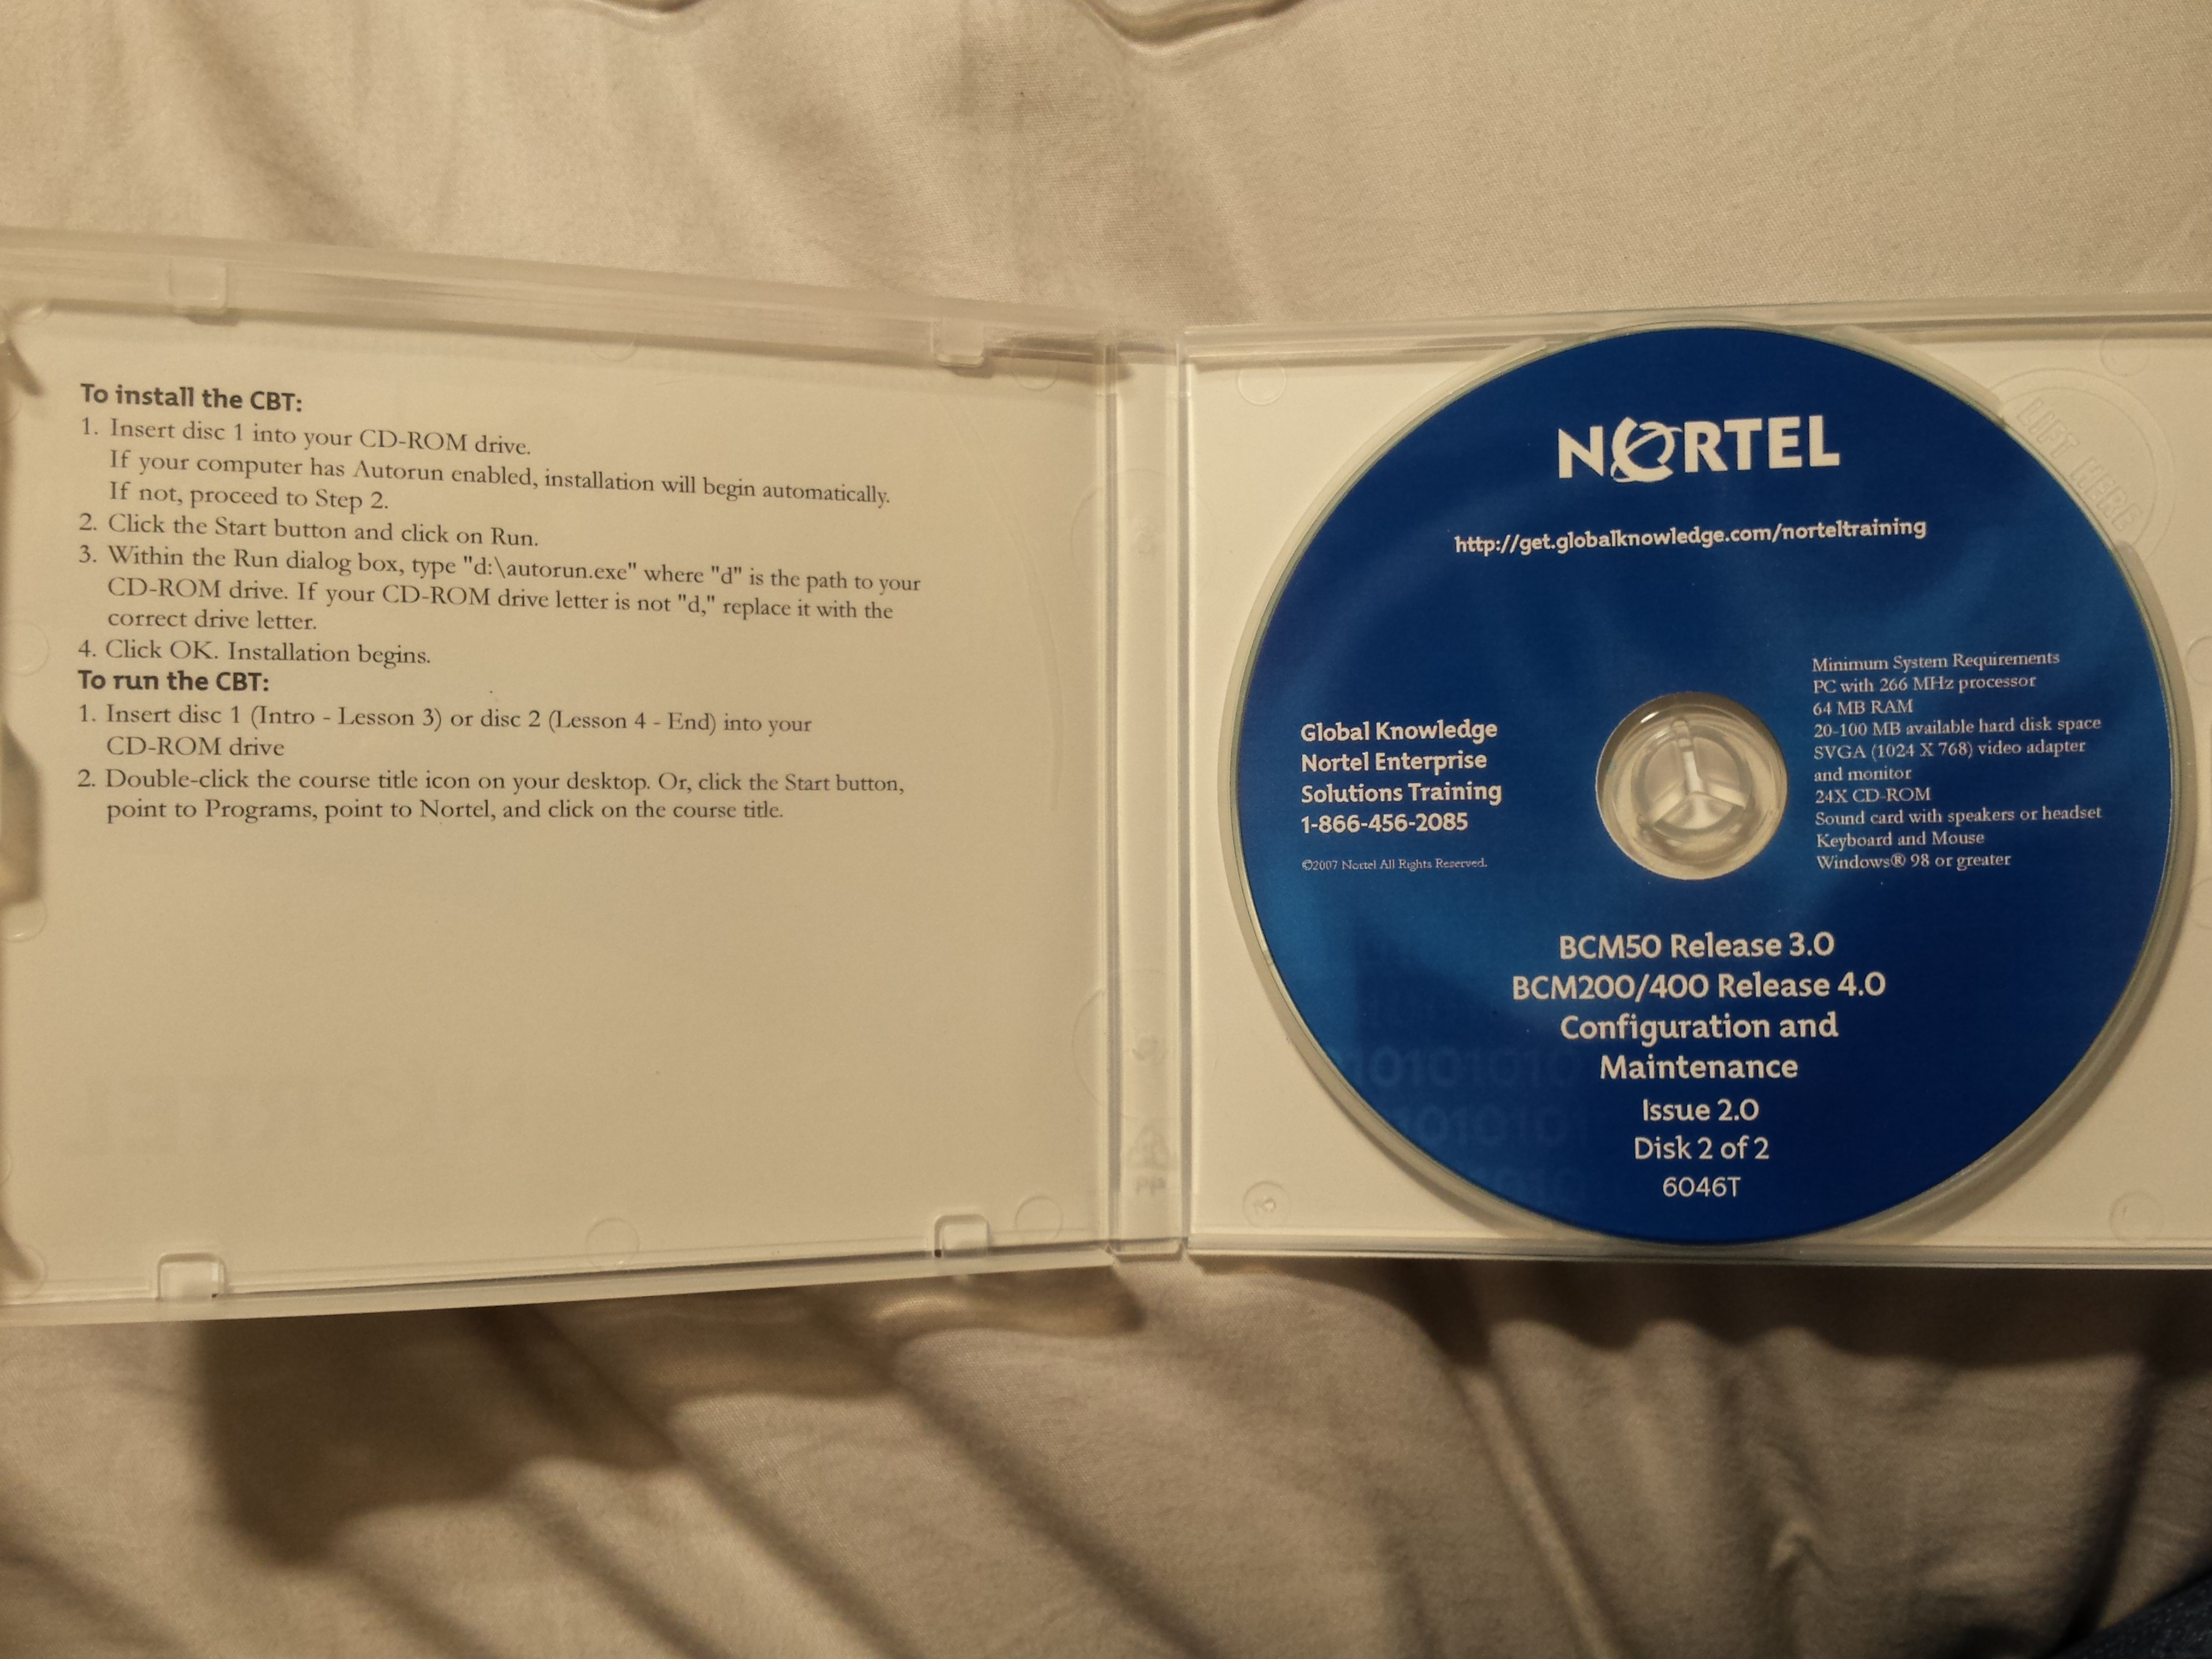 To install the CBT:
1. Insert disc 1 into your CD-ROM drive.
If your computer has Autorun enabled, installation will begin automatically.
If not, proceed to Step 2.
2. Click the Start button and click on Run.
3. Within the Run dialog box, type "d:\autorun.exe" where "d" is the path to your
CD-ROM drive. If your CD-ROM drive letter is not "d," replace it with the
correct drive letter.
4. Click OK. Installation begins.
To run the CBT:
1. Insert disc 1 (Intro - Lesson 3) or disc 2 (Lesson 4 - End) into your
CD-ROM drive
2. Double-click the course title icon on your desktop. Or, click the Start button,
point to Programs, point to Nortel, and click on the course title.
NORTEL
http://get.globalknowledge.com/norteltraining
LIFT HERE
Global Knowledge
Nortel Enterprise
Solutions Training
1-866-456-2085
©2007 Nortel All Rights Reserved.
Minimum System Requirements
PC with 266 MHz processor
64 MB RAM
20-100 MB available hard disk space
SVGA (1024 X 768) video adapter
and monitor
24X CD-ROM
Sound card with speakers or headset
Keyboard and Mouse
Windows® 98 or greater
BCM50 Release 3.0
BCM200/400 Release 4.0
Configuration and
Maintenance
Issue 2.0
Disk 2 of 2
6046T